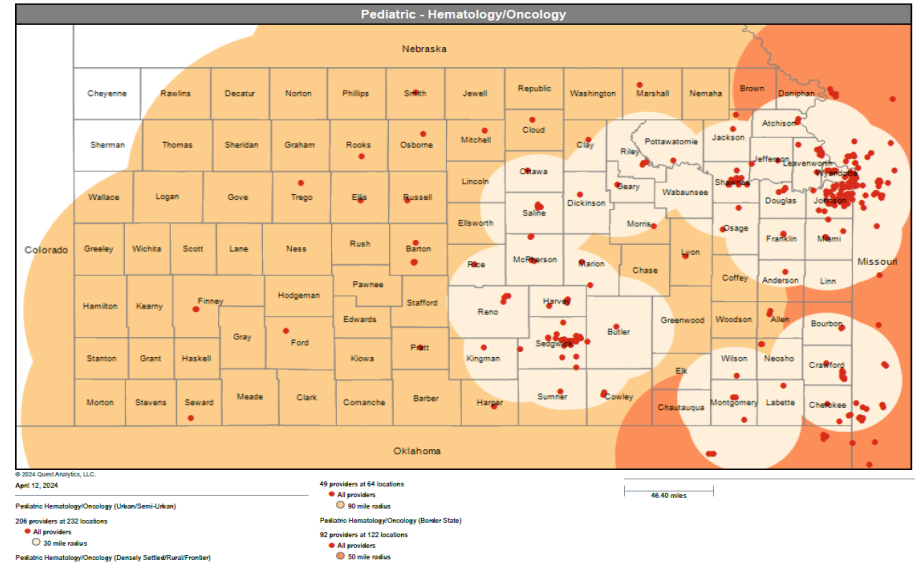 Pediatric - Hematology/Oncology
Nebraska
Cheyenne Rawlins Decatur Norton Phillips Smith Jewell Republic Washington Marshall Nemaha Brown Doniphan
Sherman Thomas Sheridan Graham Rooks Osborne Mitchell Cloud Clay Riley Pottawatomie Jackson Atchison
Jefferson Leavenworth
Wyandotte
Wallace Logan Gove Trego Ellis Russell Lincoln Ottawa Dickinson Geary Wabaunsee Shawnee Douglas Johnson
Saline
Ellsworth Morris Osage Franklin Miami
Colorado Greeley Wichita Scott Lane Ness Rush Barton Rice McPherson Marion Chase Lyon Coffey Anderson Linn Missouri
Hamilton Kearny Finney Hodgeman Pawnee Stafford Reno Harvey Butler Greenwood Woodson Allen Bourbon
Gray Ford Edwards
Stanton Grant Haskell Kiowa Pratt Kingman Sedgwick Elk Wilson Neosho Crawford
Morton Stevens Seward Meade Clark Comanche Barber Harper Sumner Cowley Chautauqua Montgomery Labette Cherokee
Oklahoma
© 2024 Quest Analytics, LLC.
April 12, 2024
Pediatric Hematology/Oncology (Urban/Semi-Urban)
206 providers at 232 locations
All providers
30 mile radius
Pediatric Hematology/Oncology (Densely Settled/Rural/Frontier)
49 providers at 64 locations
All providers
90 mile radius
Pediatric Hematology/Oncology (Border State)
92 providers at 122 locations
All providers
50 mile radius
46.40 miles